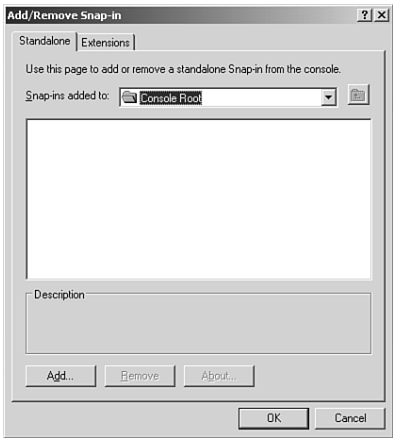 Add/Remove Snap-in
Standalone Extensions
Use this page to add or remove a standalone Snap-in from the console.
Snap-ins added to: Console Root
Description
Add... Remove About...
OK Cancel